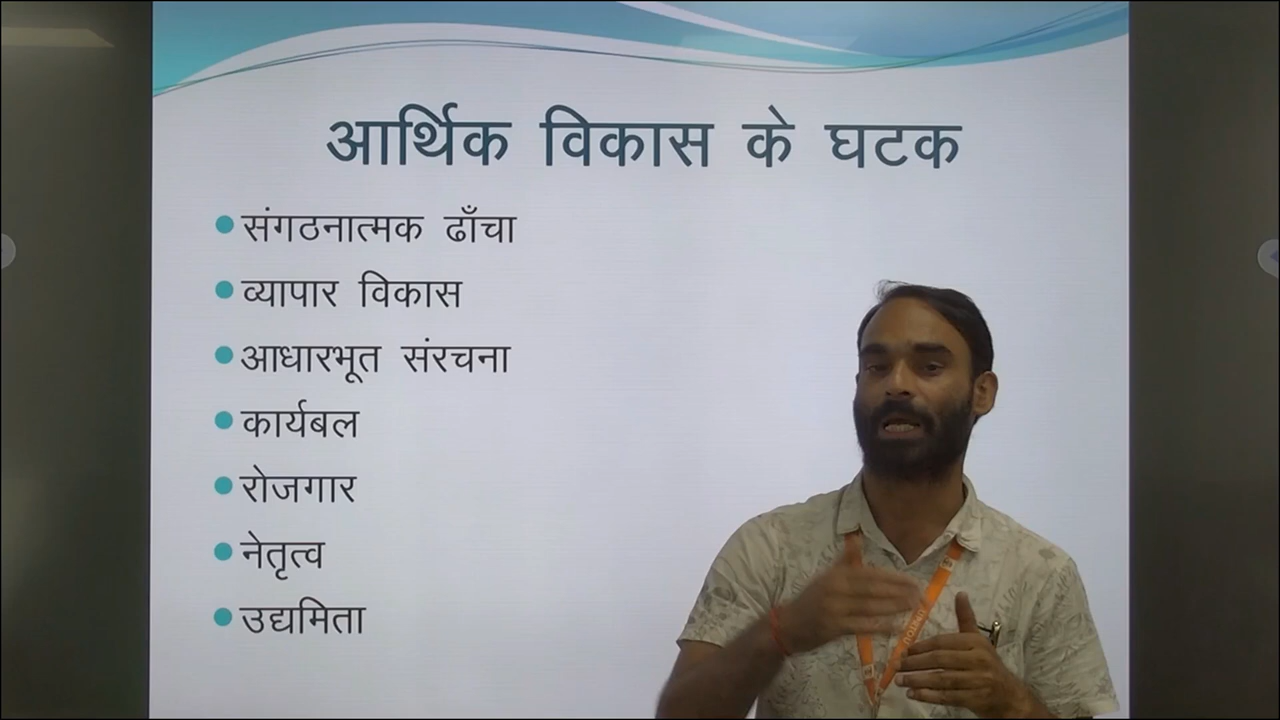 आर्थिक विकास के घटक
संगठनात्मक ढाँचा
व्यापार विकास
आधारभूत संरचना
कार्यबल
रोजगार
नेतृत्व
उद्यमिता